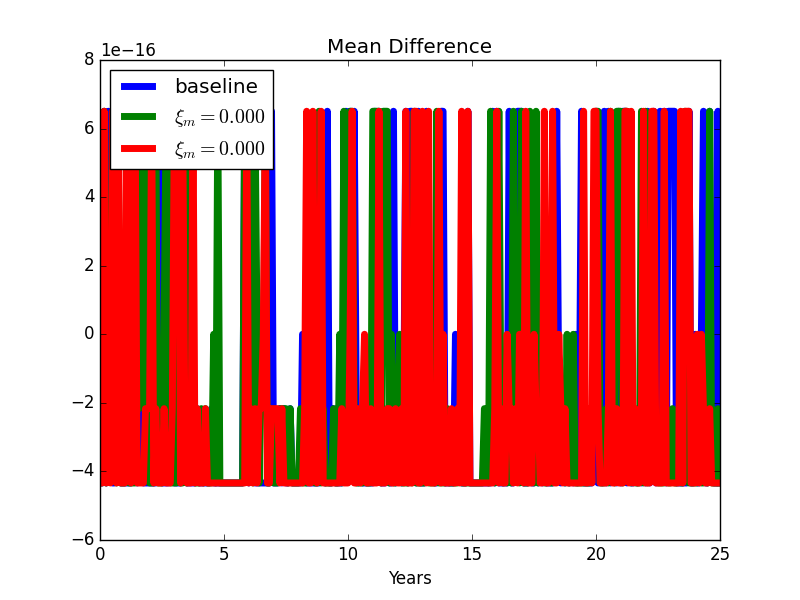 Mean Difference
1e−16
8
6
4
2
0
−2
−4
−6
baseline
ξₘ = 0.000
ξₘ = 0.000
0 5 10 15 20 25
Years